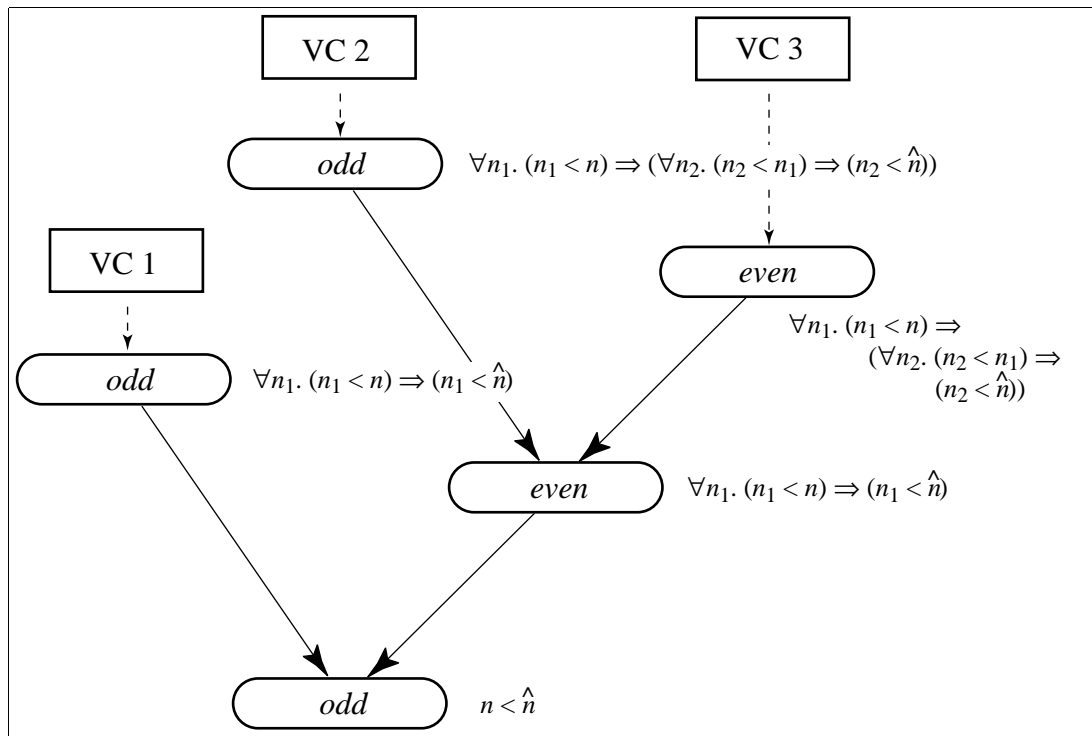 VC 2
VC 3
odd
∀n₁. (n₁ < n) ⇒ (∀n₂. (n₂ < n₁) ⇒ (n₂ < n̂))
VC 1
even
∀n₁. (n₁ < n) ⇒
(∀n₂. (n₂ < n₁) ⇒
(n₂ < n̂))
odd
∀n₁. (n₁ < n) ⇒ (n₁ < n̂)
even
∀n₁. (n₁ < n) ⇒ (n₁ < n̂)
odd
n < n̂